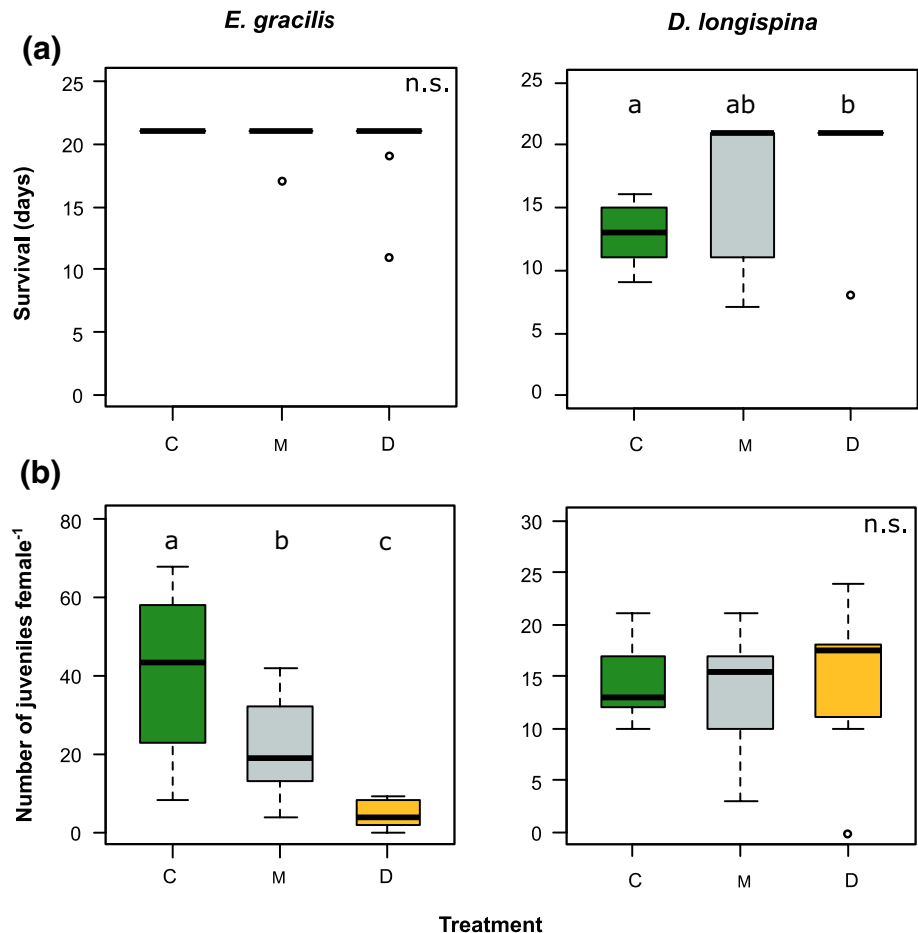 E. gracilis
D. longispina
(a)
Survival (days)
25
20
15
10
5
0
n.s.
C
M
D
25
20
15
10
5
0
a
ab
b
C
M
D
(b)
Number of juveniles female⁻¹
80
60
40
20
0
a
b
c
C
M
D
30
25
20
15
10
5
0
n.s.
C
M
D
Treatment